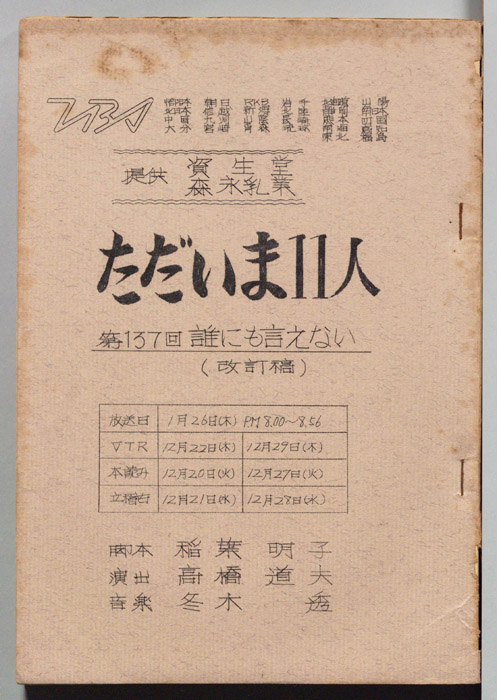 TBS
提供 資生堂
森永乳業
ただいま11人
第137回 誰にも言えない
(改訂稿)
放送日 1月26日(木) PM 8.00〜8.56
VTR 12月22日(木) 12月29日(木)
本読み 12月20日(火) 12月27日(火)
立稽古 12月21日(水) 12月28日(水)
脚本 稲葉明子
演出 高橋道夫
音楽 冬木透